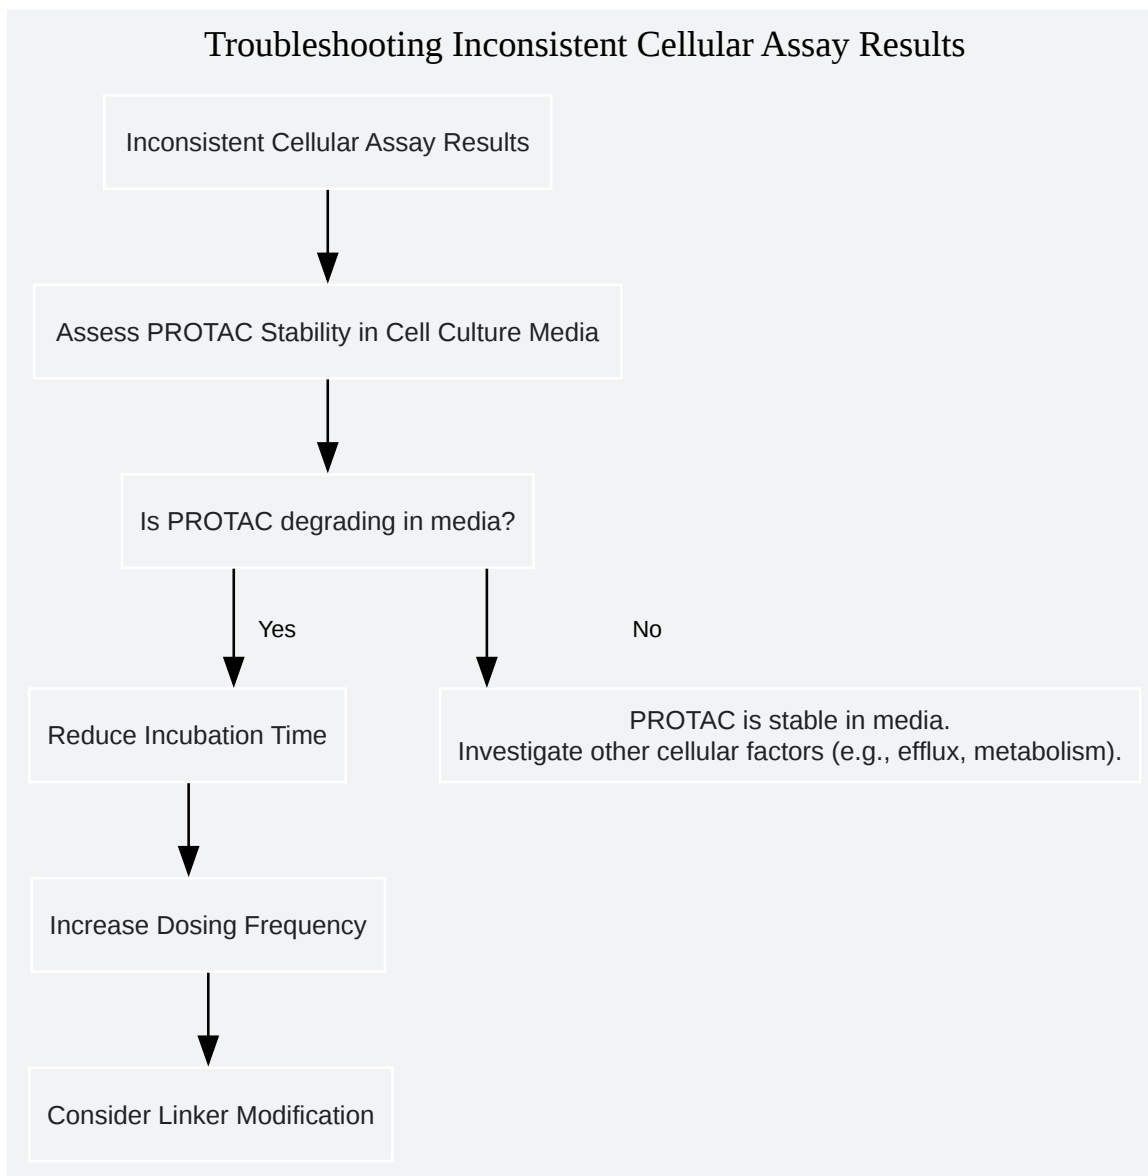 Troubleshooting Inconsistent Cellular Assay Results
Inconsistent Cellular Assay Results
Assess PROTAC Stability in Cell Culture Media
Is PROTAC degrading in media?
Yes
No
Reduce Incubation Time
PROTAC is stable in media.
Investigate other cellular factors (e.g., efflux, metabolism).
Increase Dosing Frequency
Consider Linker Modification